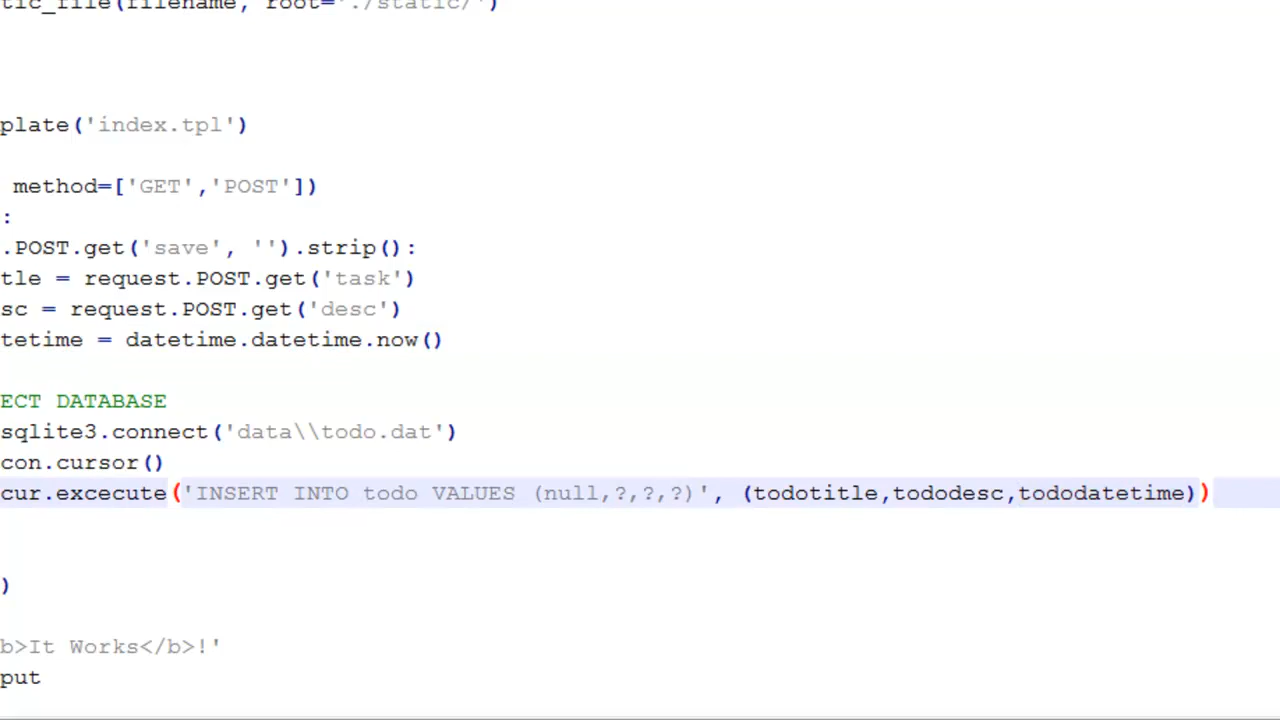 tic_file(filename, root='./static/')
plate('index.tpl')
method=['GET','POST'])
:
.POST.get('save', '').strip():
tle = request.POST.get('task')
sc = request.POST.get('desc')
tetime = datetime.datetime.now()
ECT DATABASE
sqlite3.connect('data\\todo.dat')
con.cursor()
cur.excecute('INSERT INTO todo VALUES (null,?,?,?)', (todotitle,tododesc,tododatetime))
)
b>It Works</b>!'
put